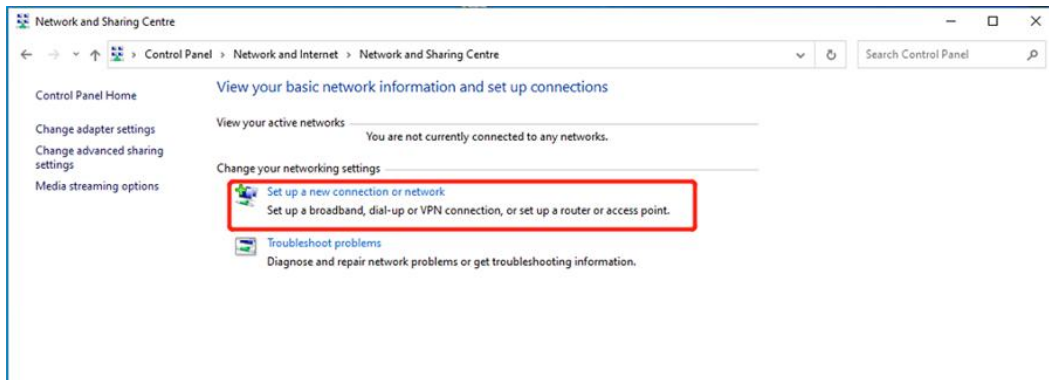 Network and Sharing Centre
Control Panel > Network and Internet > Network and Sharing Centre
Search Control Panel
Control Panel Home
Change adapter settings
Change advanced sharing
settings
Media streaming options
View your basic network information and set up connections
View your active networks
You are not currently connected to any networks.
Change your networking settings
Set up a new connection or network
Set up a broadband, dial-up or VPN connection, or set up a router or access point.
Troubleshoot problems
Diagnose and repair network problems or get troubleshooting information.